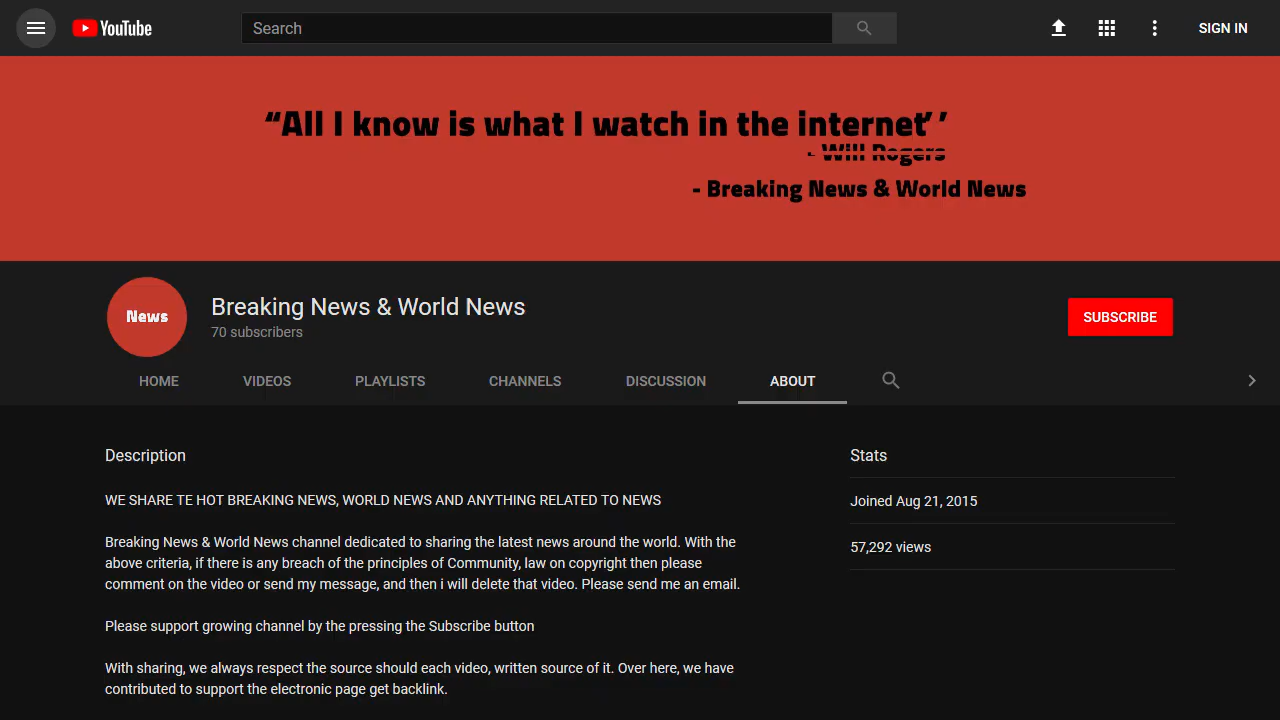 YouTube
Search
SIGN IN
“All I know is what I watch in the internet’’
- Will Rogers
- Breaking News & World News
News
Breaking News & World News
70 subscribers
SUBSCRIBE
HOME VIDEOS PLAYLISTS CHANNELS DISCUSSION ABOUT
Description
WE SHARE TE HOT BREAKING NEWS, WORLD NEWS AND ANYTHING RELATED TO NEWS
Breaking News & World News channel dedicated to sharing the latest news around the world. With the
above criteria, if there is any breach of the principles of Community, law on copyright then please
comment on the video or send my message, and then i will delete that video. Please send me an email.
Please support growing channel by the pressing the Subscribe button
With sharing, we always respect the source should each video, written source of it. Over here, we have
contributed to support the electronic page get backlink.
Stats
Joined Aug 21, 2015
57,292 views